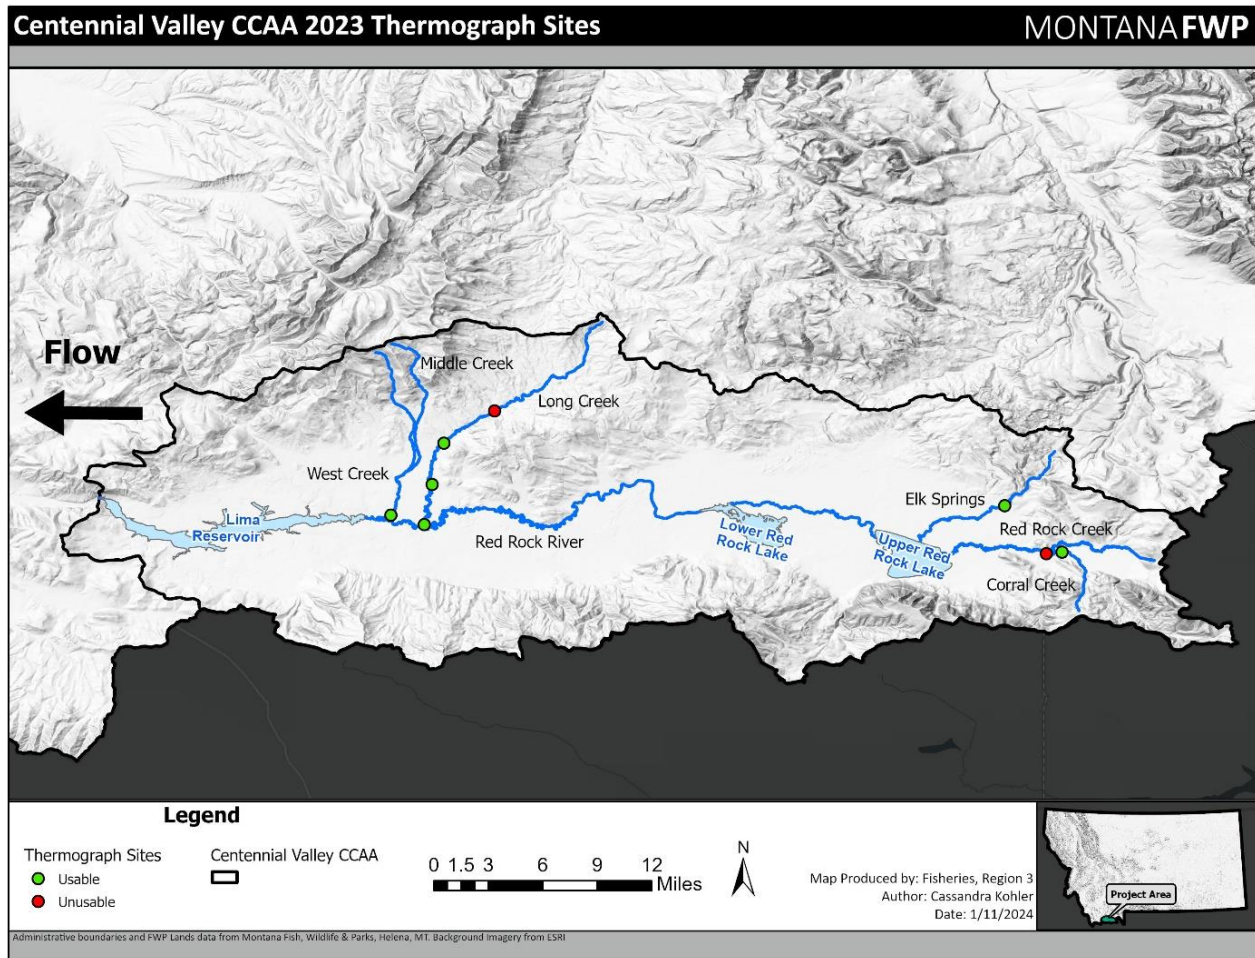 Centennial Valley CCAA 2023 Thermograph Sites
MONTANA FWP
Flow
Middle Creek
Long Creek
West Creek
Elk Springs
Lima
Reservoir
Red Rock Creek
Red Rock River
Lower Red
Rock Lake
Upper Red
Rock Lake
Corral Creek
Legend
Thermograph Sites
Usable
Unusable
Centennial Valley CCAA
0 1.5 3 6 9 12
Miles
N
Map Produced by: Fisheries, Region 3
Author: Cassandra Kohler
Date: 1/11/2024
Project Area
Administrative boundaries and FWP Lands data from Montana Fish, Wildlife & Parks, Helena, MT. Background Imagery from ESRI